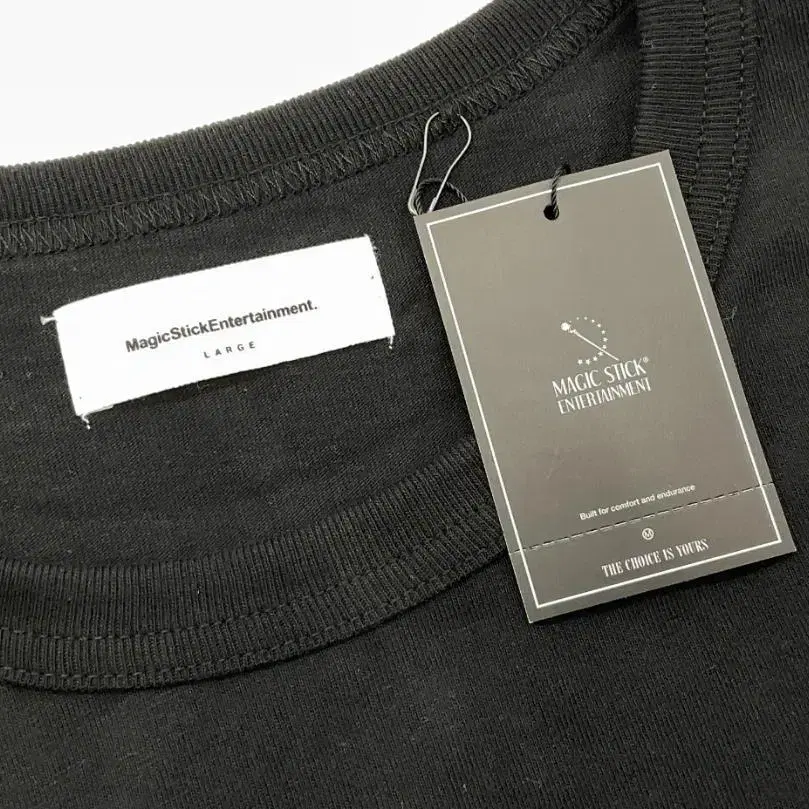 MagicStickEntertainment.
LARGE
MAGIC STICK®
ENTERTAINMENT
Built for comfort and endurance
M
THE CHOICE IS YOURS